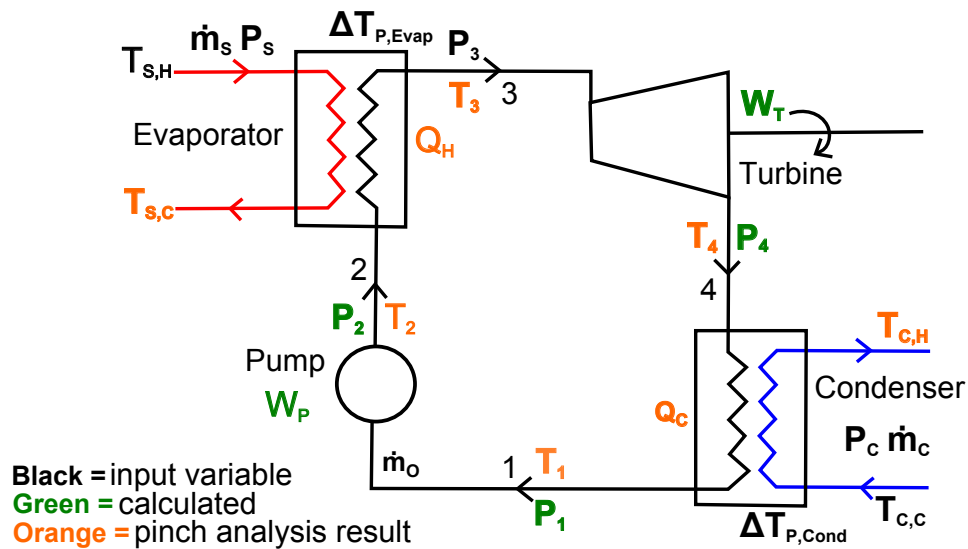 ΔT_P,Evap
ṁ_S P_S
P_3
T_S,H
T_3
3
W_T
Evaporator
Q_H
Turbine
T_S,C
T_4 P_4
2
4
P_2 T_2
T_C,H
Pump
Condenser
W_P
Q_C
P_C ṁ_C
ṁ_O
1
T_1
Black = input variable
P_1
T_C,C
Green = calculated
ΔT_P,Cond
Orange = pinch analysis result